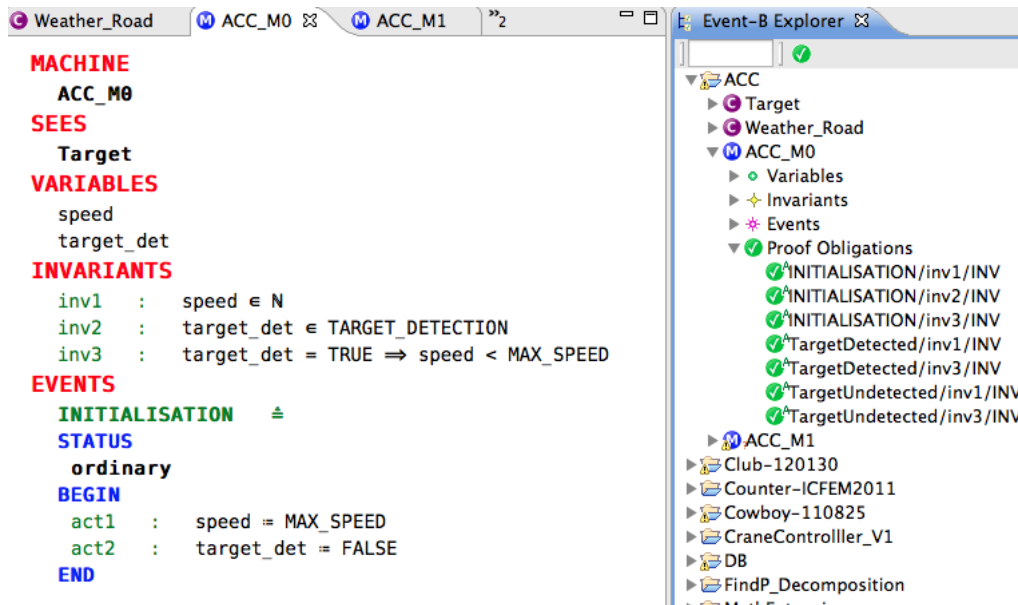 Weather_Road ACC_M0 ACC_M1 »2
MACHINE
ACC_M0
SEES
Target
VARIABLES
speed
target_det
INVARIANTS
inv1 : speed ∈ ℕ
inv2 : target_det ∈ TARGET_DETECTION
inv3 : target_det = TRUE ⇒ speed < MAX_SPEED
EVENTS
INITIALISATION ≙
STATUS
ordinary
BEGIN
act1 : speed ≔ MAX_SPEED
act2 : target_det ≔ FALSE
END
Event-B Explorer
ACC
C Target
C Weather_Road
M ACC_M0
Variables
Invariants
Events
Proof Obligations
A INITIALISATION/inv1/INV
A INITIALISATION/inv2/INV
A INITIALISATION/inv3/INV
A TargetDetected/inv1/INV
A TargetDetected/inv3/INV
A TargetUndetected/inv1/INV
A TargetUndetected/inv3/INV
M ACC_M1
Club-120130
Counter-ICFEM2011
Cowboy-110825
CraneControlller_V1
DB
FindP_Decomposition